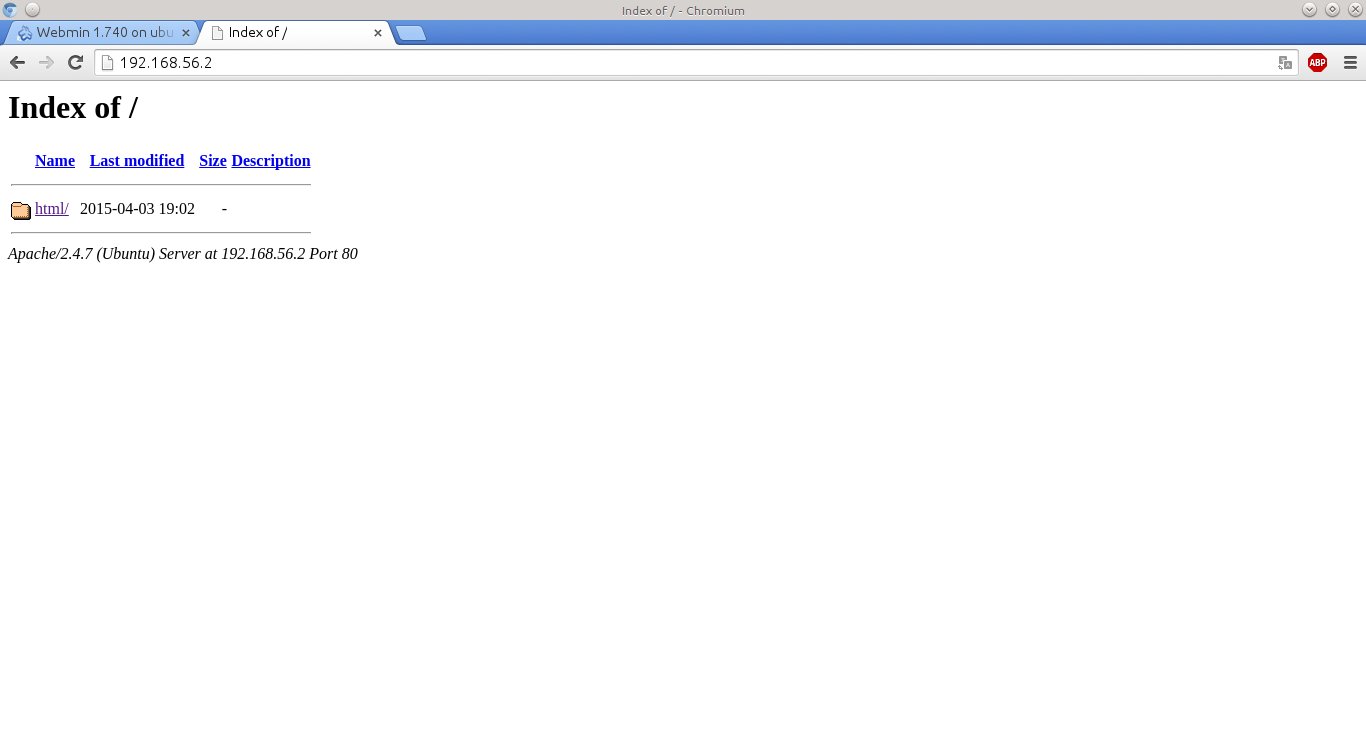 Index of / - Chromium
Webmin 1.740 on ubu
Index of /
192.168.56.2
ABP
Index of /
Name Last modified Size Description
html/ 2015-04-03 19:02 -
Apache/2.4.7 (Ubuntu) Server at 192.168.56.2 Port 80